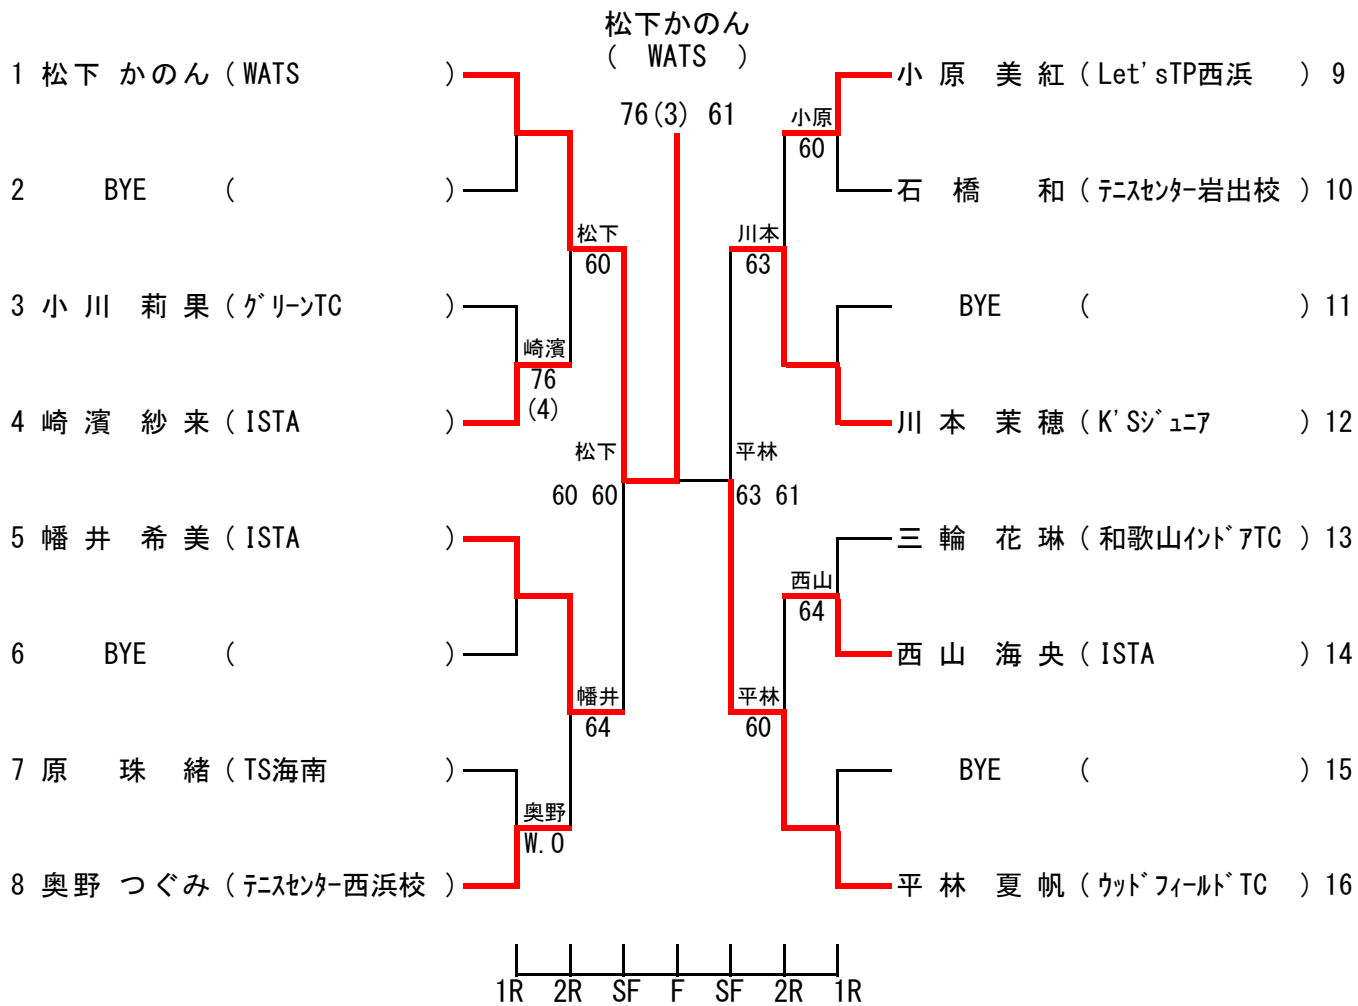 松下かのん
( WATS )
76(3) 61
1 松下 かのん ( WATS )
2 BYE ( )
3 小川 莉果 ( グリーンTC )
4 崎濱 紗来 ( ISTA )
5 幡井 希美 ( ISTA )
6 BYE ( )
7 原 珠緒 ( TS海南 )
8 奥野 つぐみ ( テニスセンター西浜校 )
崎濱
76
(4)
奥野
W.O
松下
60
幡井
64
松下
60 60
平林
63 61
川本
63
平林
60
小原
60
西山
64
小原 美紅 ( Let'sTP西浜 ) 9
石橋 和 ( テニスセンター岩出校 ) 10
BYE ( ) 11
川本 茉穂 ( K'Sジュニア ) 12
三輪 花琳 ( 和歌山インドアTC ) 13
西山 海央 ( ISTA ) 14
BYE ( ) 15
平林 夏帆 ( ウッドフィールドTC ) 16
1R 2R SF F SF 2R 1R